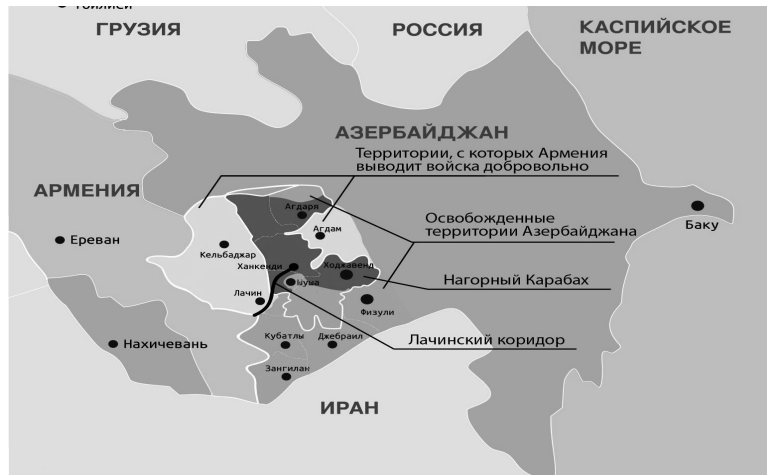 ГРУЗИЯ
РОССИЯ
КАСПИЙСКОЕ
МОРЕ
АЗЕРБАЙДЖАН
Территории, с которых Армения
выводит войска добровольно
АРМЕНИЯ
Агдаря
Освобожденные
территории Азербайджана
Агдам
Баку
Ереван
Кельбаджар
Ханкенди
Ходжавенд
Нагорный Карабах
Шуша
Лачин
Физули
Нахичевань
Кубатлы
Джебраил
Лачинский коридор
Зангилан
ИРАН